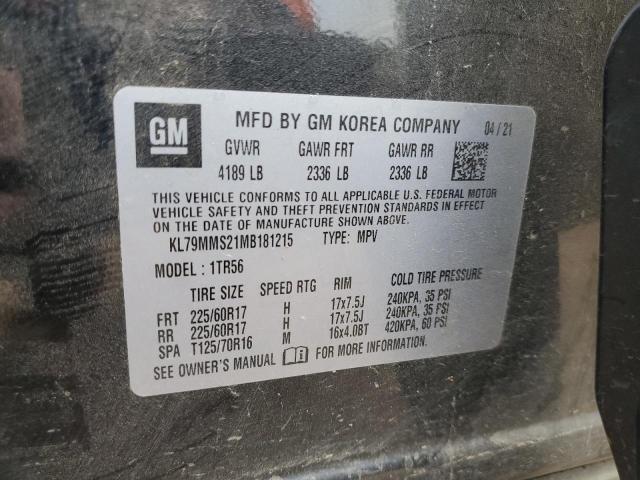 GM MFD BY GM KOREA COMPANY 04/21
GVWR GAWR FRT GAWR RR
4189 LB 2336 LB 2336 LB
THIS VEHICLE CONFORMS TO ALL APPLICABLE U.S. FEDERAL MOTOR
VEHICLE SAFETY AND THEFT PREVENTION STANDARDS IN EFFECT
ON THE DATE OF MANUFACTURE SHOWN ABOVE.
KL79MMS21MB181215 TYPE: MPV
MODEL : 1TR56
TIRE SIZE SPEED RTG RIM COLD TIRE PRESSURE
FRT 225/60R17 H 17x7.5J 240KPA, 35 PSI
RR 225/60R17 H 17x7.5J 240KPA, 35 PSI
SPA T125/70R16 M 16x4.0BT 420KPA, 60 PSI
SEE OWNER'S MANUAL FOR MORE INFORMATION.